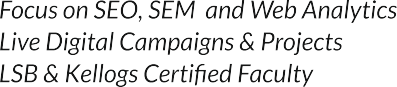 Focus on SEO, SEM and Web Analytics
Live Digital Campaigns & Projects
LSB & Kellogs Certified Faculty